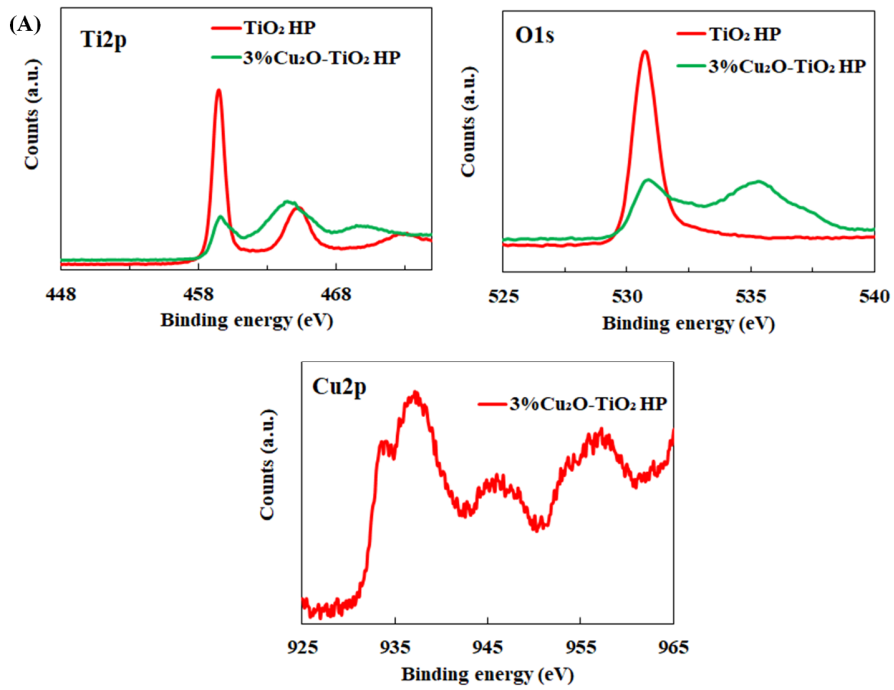 (A)
Ti2p
TiO₂ HP
3%Cu₂O-TiO₂ HP
Counts (a.u.)
448 458 468
Binding energy (eV)
O1s
TiO₂ HP
3%Cu₂O-TiO₂ HP
Counts (a.u.)
525 530 535 540
Binding energy (eV)
Cu2p
3%Cu₂O-TiO₂ HP
Counts (a.u.)
925 935 945 955 965
Binding energy (eV)